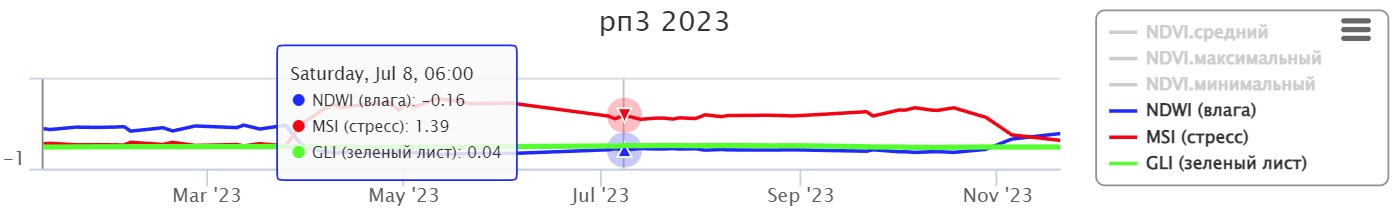 рп3 2023
NDVI.средний
NDVI.максимальный
NDVI.минимальный
NDWI (влага)
MSI (стресс)
GLI (зеленый лист)
Saturday, Jul 8, 06:00
NDWI (влага): −0.16
MSI (стресс): 1.39
GLI (зеленый лист): 0.04
−1
Mar '23
May '23
Jul '23
Sep '23
Nov '23